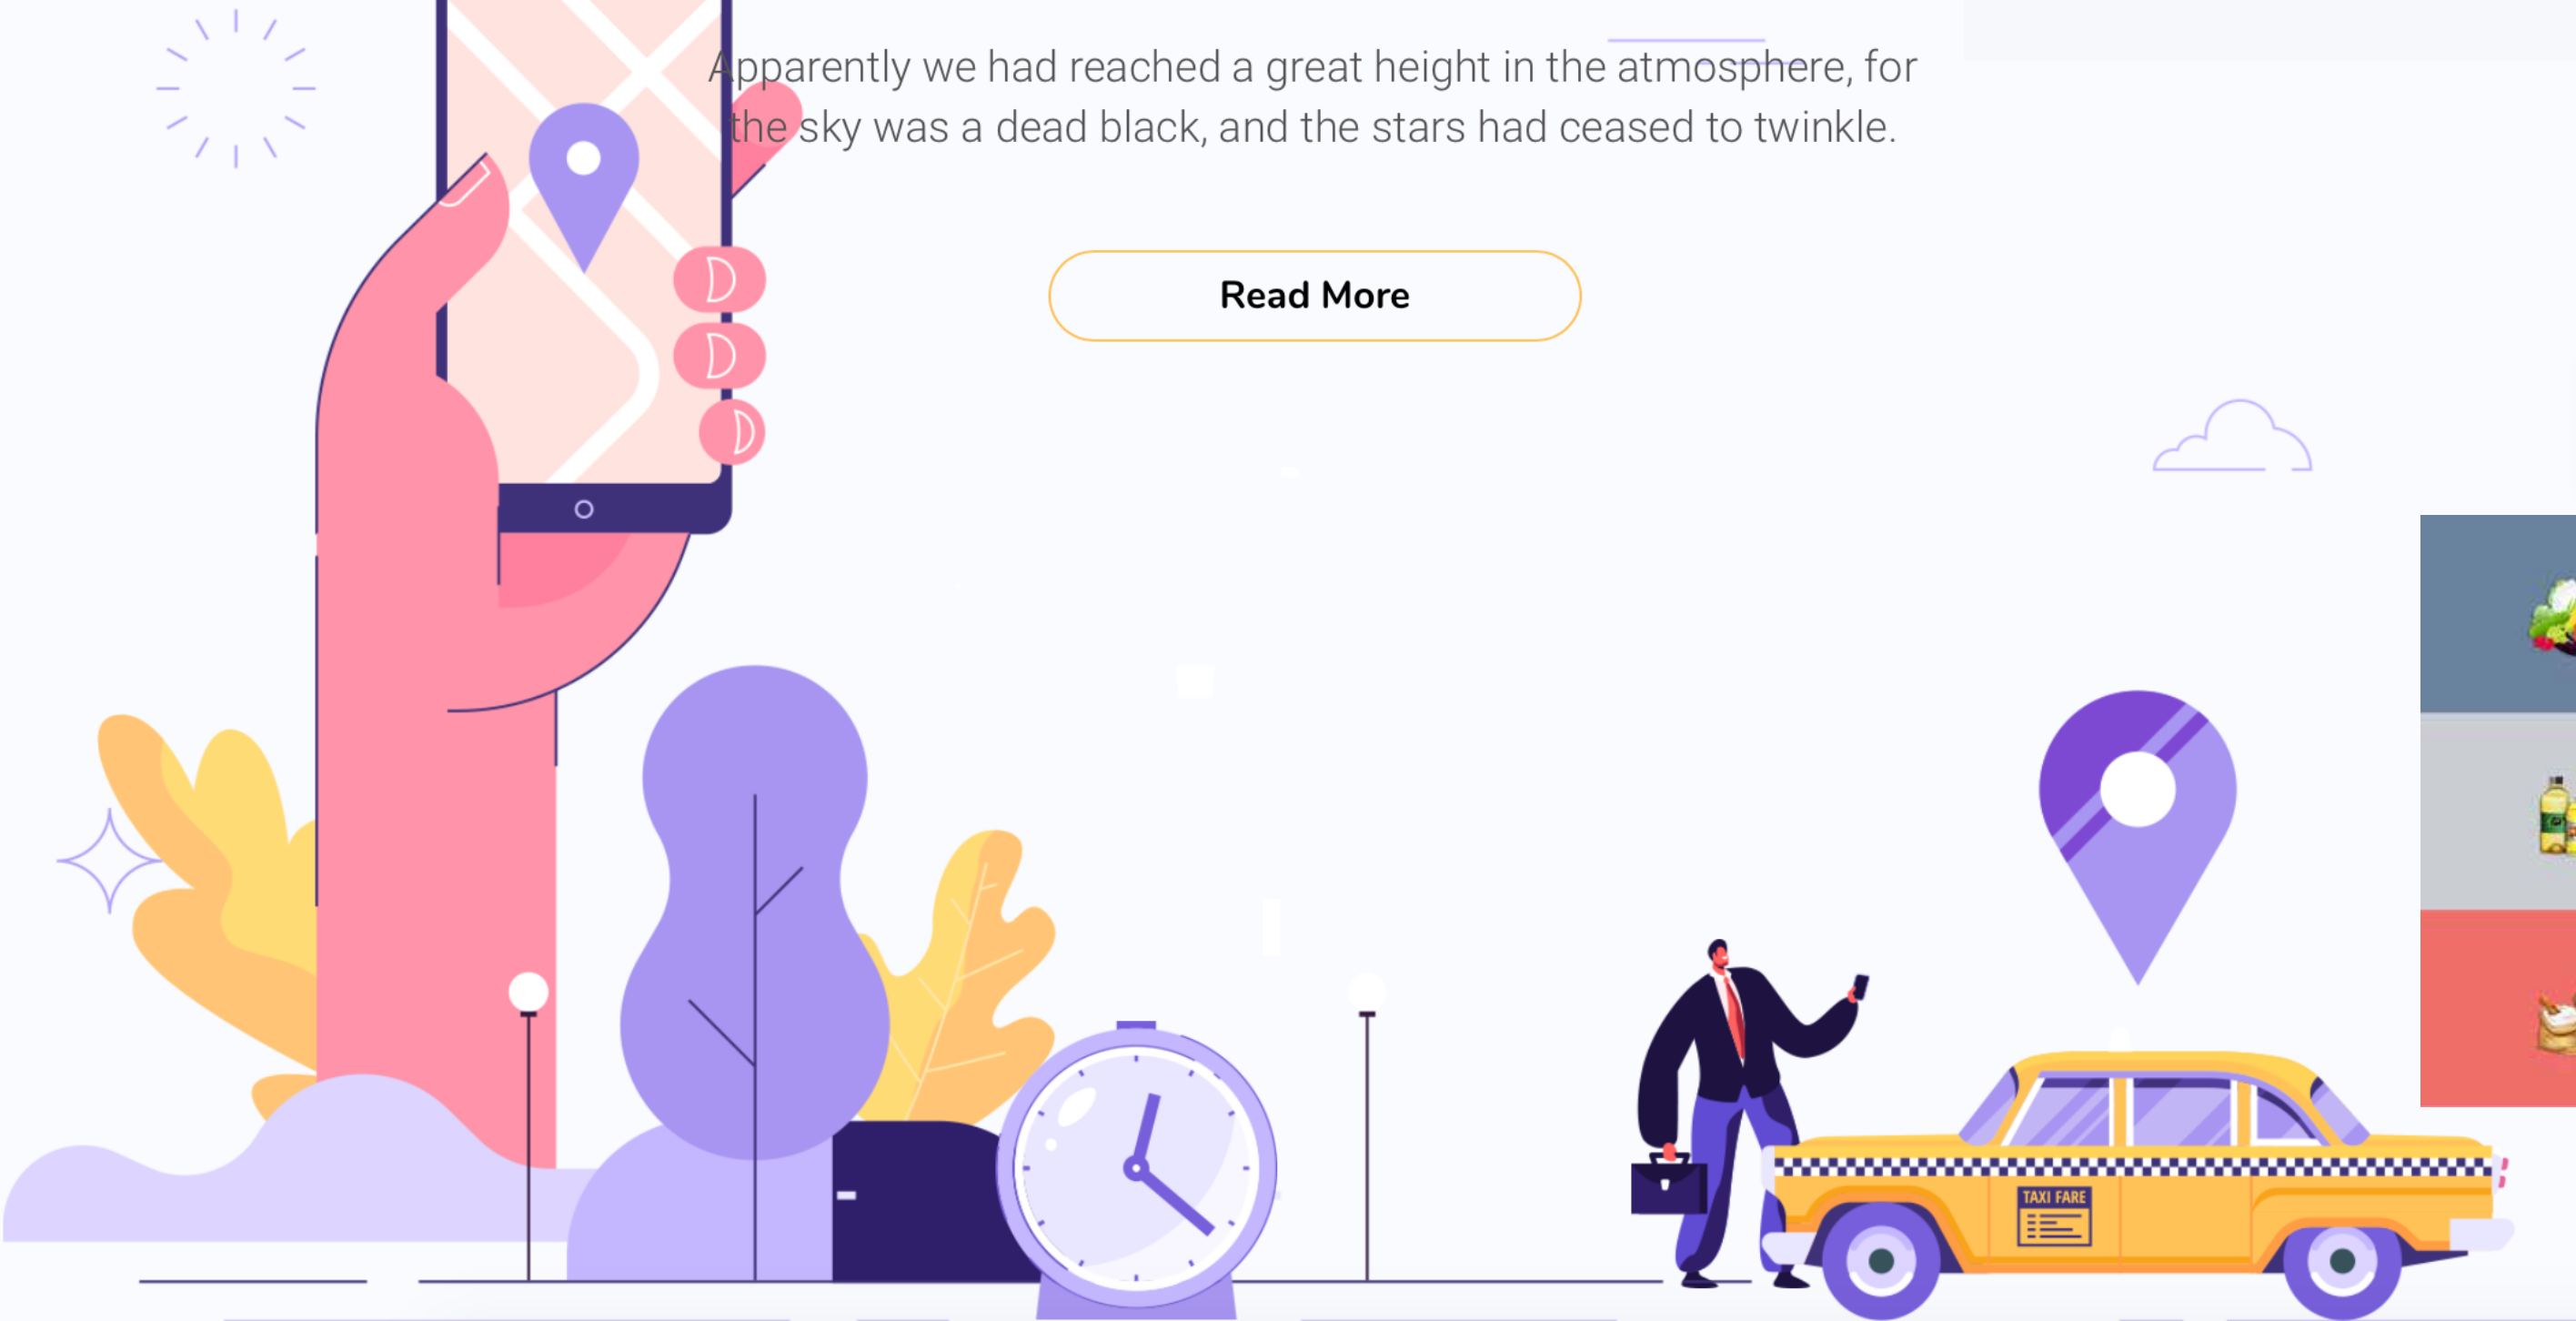 Apparently we had reached a great height in the atmosphere, for
the sky was a dead black, and the stars had ceased to twinkle.
Read More
TAXI FARE